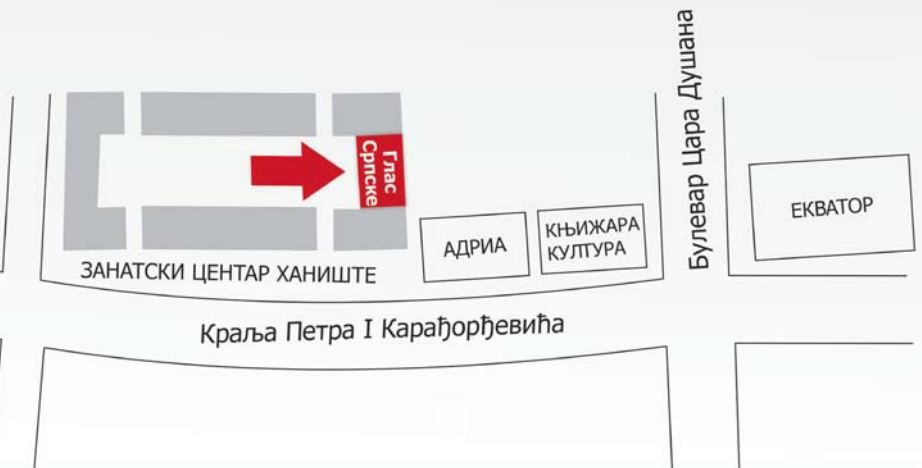 Булевар Цара Душана
Глас
Српске
ЕКВАТОР
АДРИА
КЊИЖАРА
КУЛТУРА
ЗАНАТСКИ ЦЕНТАР ХАНИШТЕ
Краља Петра I Карађорђевића